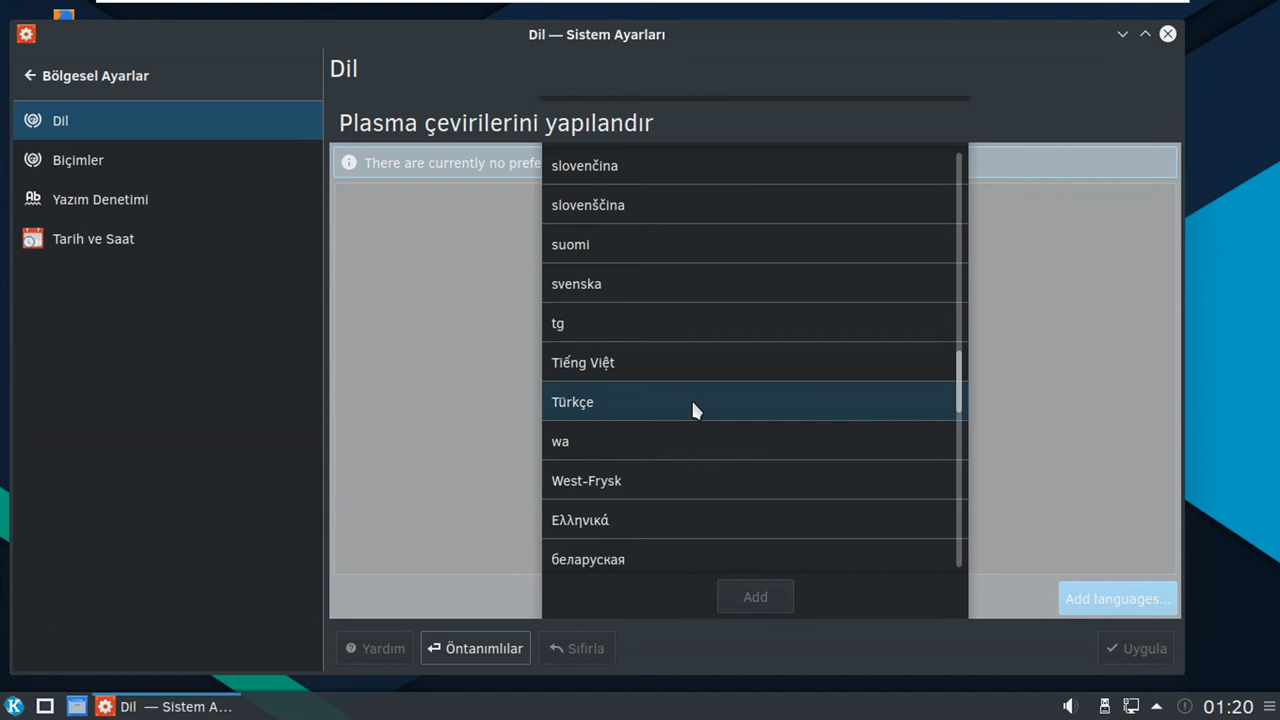 Dil — Sistem Ayarları
Bölgesel Ayarlar
Dil
Biçimler
Yazım Denetimi
Tarih ve Saat
Dil
Plasma çevirilerini yapılandır
There are currently no prefe
slovenčina
slovenščina
suomi
svenska
tg
Tiếng Việt
Türkçe
wa
West-Frysk
Ελληνικά
беларуская
Add
Add languages...
Yardım
Öntanımlılar
Sıfırla
Uygula
Dil — Sistem A...
01:20